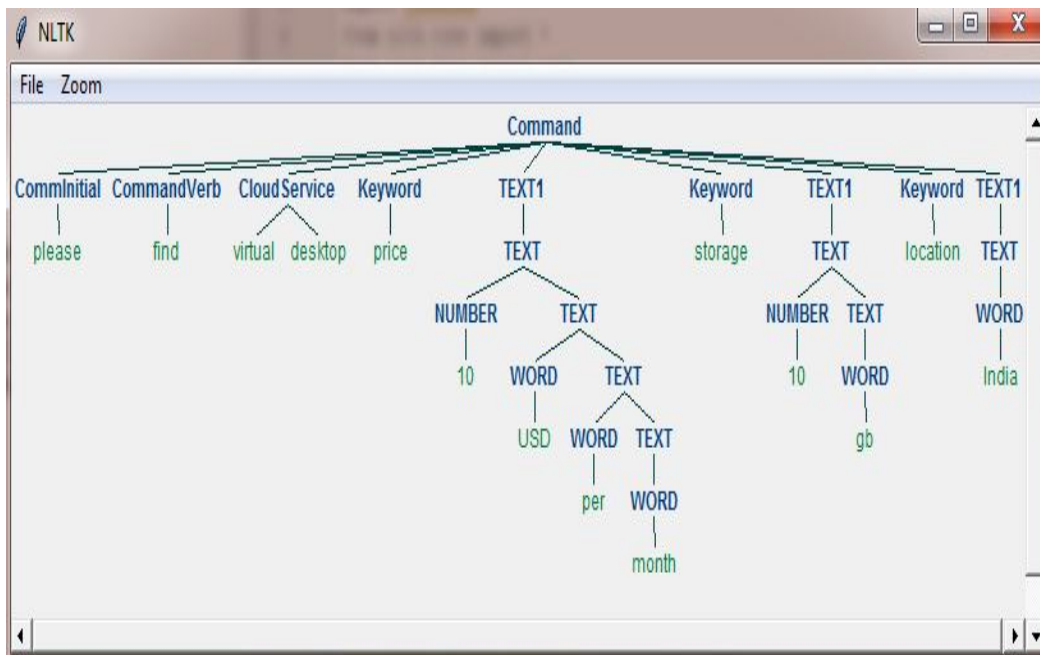 NLTK
File Zoom
Command
CommInitial CommandVerb CloudService Keyword TEXT1 Keyword TEXT1 Keyword TEXT1
please find virtual desktop price TEXT storage TEXT location TEXT
NUMBER TEXT NUMBER TEXT WORD
10 WORD TEXT 10 WORD India
USD WORD TEXT gb
per WORD
month